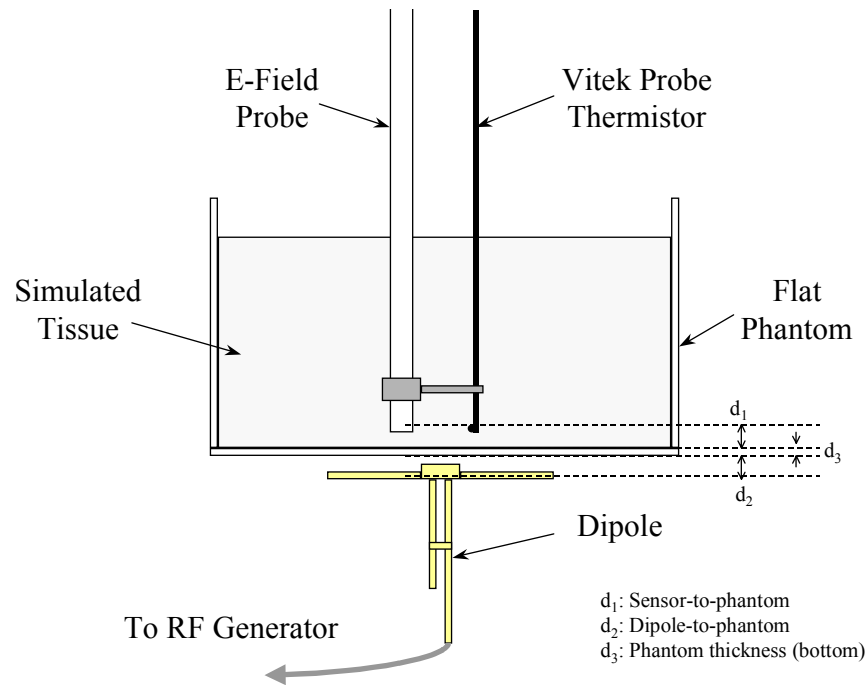 E-Field
Probe
Vitek Probe
Thermistor
Simulated
Tissue
Flat
Phantom
d₁
d₃
d₂
Dipole
d₁: Sensor-to-phantom
d₂: Dipole-to-phantom
d₃: Phantom thickness (bottom)
To RF Generator